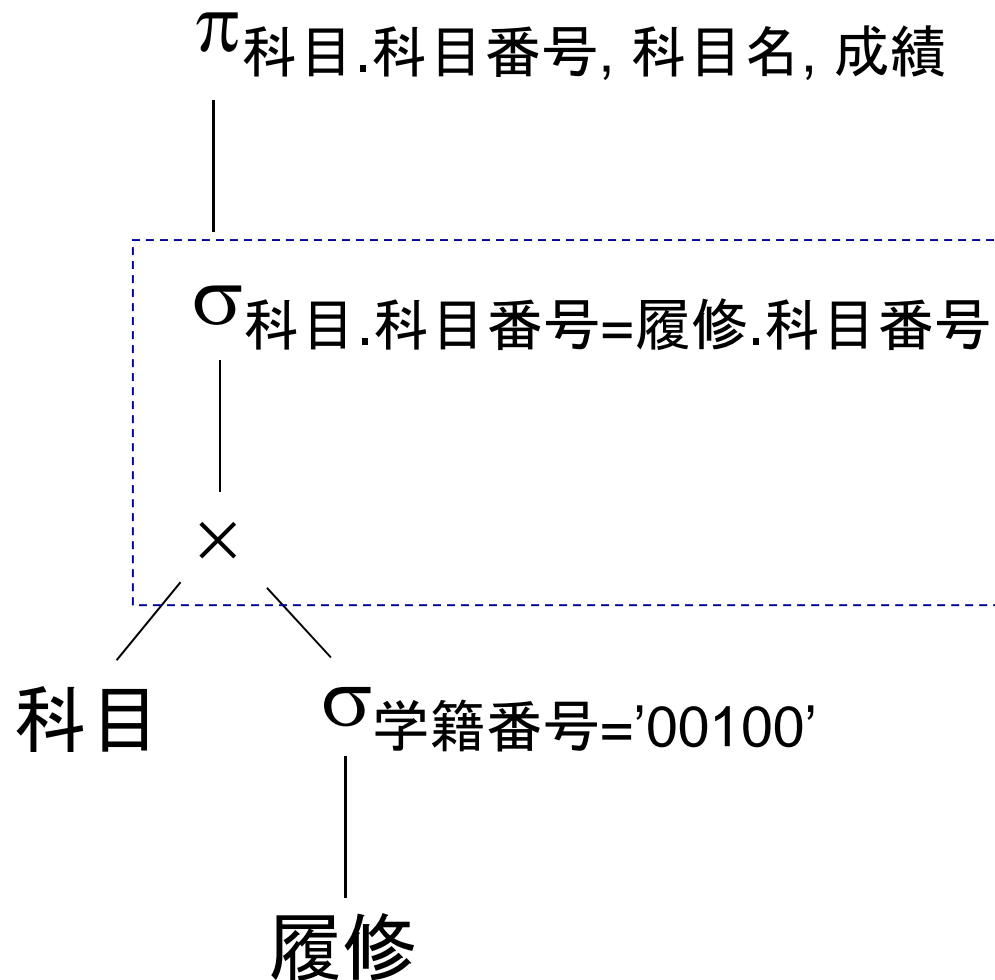 π科目.科目番号, 科目名, 成績
σ科目.科目番号=履修.科目番号
×
科目
σ学籍番号=’00100’
履修